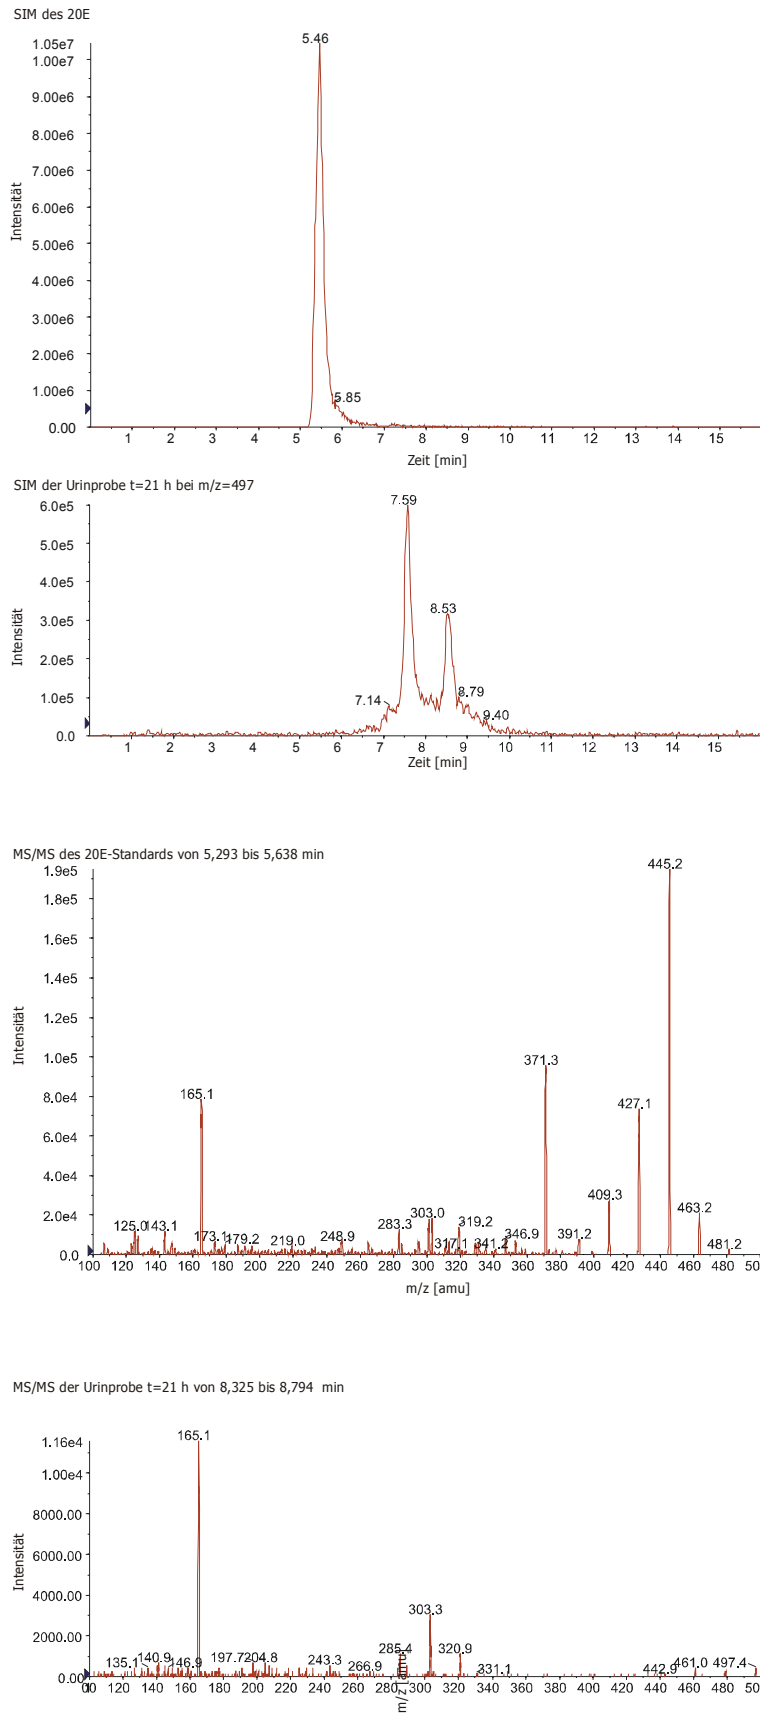 SIM des 20E
5.46
1.05e7
1.00e7
9.00e6
8.00e6
7.00e6
6.00e6
5.00e6
4.00e6
3.00e6
2.00e6
1.00e6
0.00
5.85
Intensität
1 2 3 4 5 6 7 8 9 10 11 12 13 14 15
Zeit [min]
SIM der Urinprobe t=21 h bei m/z=497
7.59
6.0e5
5.0e5
4.0e5
3.0e5
2.0e5
1.0e5
0.0
8.53
7.14
8.79
9.40
Intensität
1 2 3 4 5 6 7 8 9 10 11 12 13 14 15
Zeit [min]
MS/MS des 20E-Standards von 5,293 bis 5,638 min
445.2
1.9e5
1.8e5
1.6e5
1.4e5
1.2e5
1.0e5
8.0e4
6.0e4
4.0e4
2.0e4
0.0
Intensität
371.3
165.1
427.1
409.3
463.2
125.0 143.1 173.1 179.2 219.0 248.9 283.3 303.0 317.1 319.2 341.2 346.9 391.2 481.2
100 120 140 160 180 200 220 240 260 280 300 320 340 360 380 400 420 440 460 480 50
m/z [amu]
MS/MS der Urinprobe t=21 h von 8,325 bis 8,794 min
165.1
1.16e4
1.00e4
8000.00
6000.00
4000.00
2000.00
0.00
Intensität
303.3
135.1 140.9 197.7 204.8 243.3 266.9 285.4 320.9 331.1 442.9 461.0 497.4
100 120 140 160 180 200 220 240 260 280 300 320 340 360 380 400 420 440 460 480 50
m/z [amu]